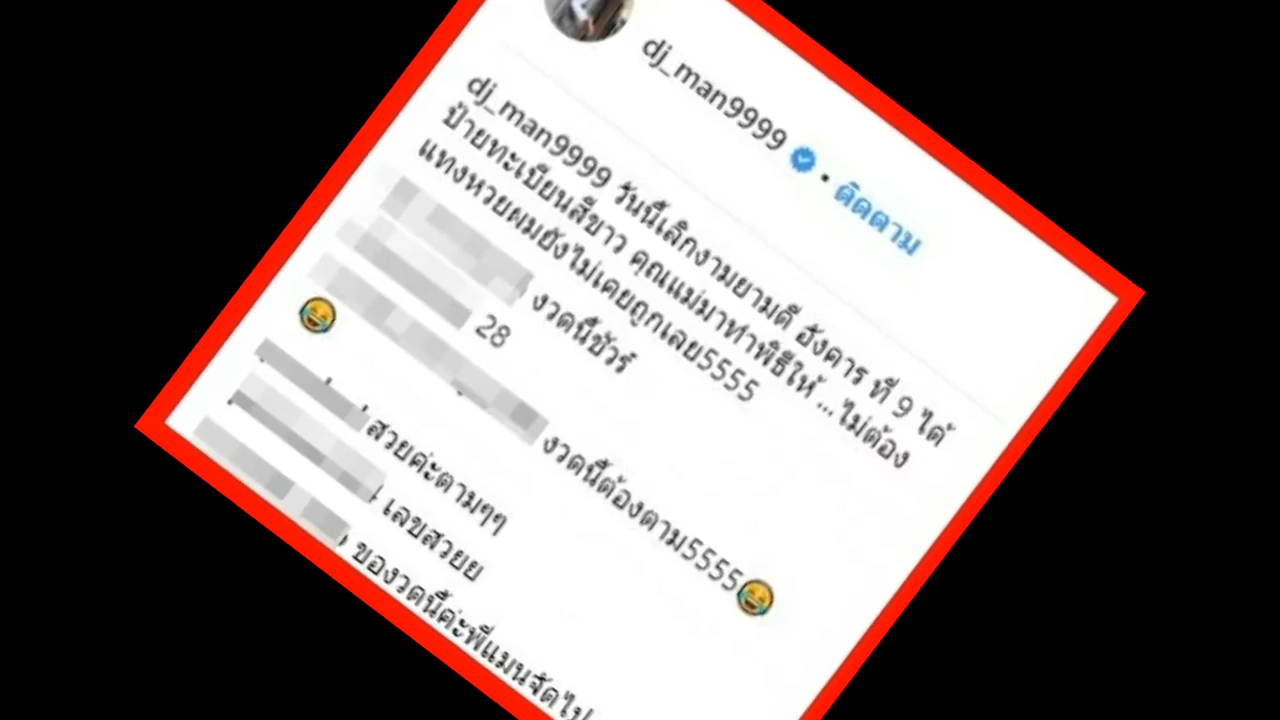 dj_man9999 • ติดตาม
dj_man9999 วันนี้เลิกงามยามดี อังคาร ที่ 9 ได้
ป้ายทะเบียนสีขาว คุณแม่มาทำพิธีให้...ไม่ต้อง
แทงหวยผมยังไม่เคยถูกเลย5555
งวดนี้ชัวร์
28
งวดนี้ต้องตาม5555😂
😂
สวยค่ะตามๆๆ
เลขสวยย
ของวดนี้ค่ะพี่แมนจัดไป